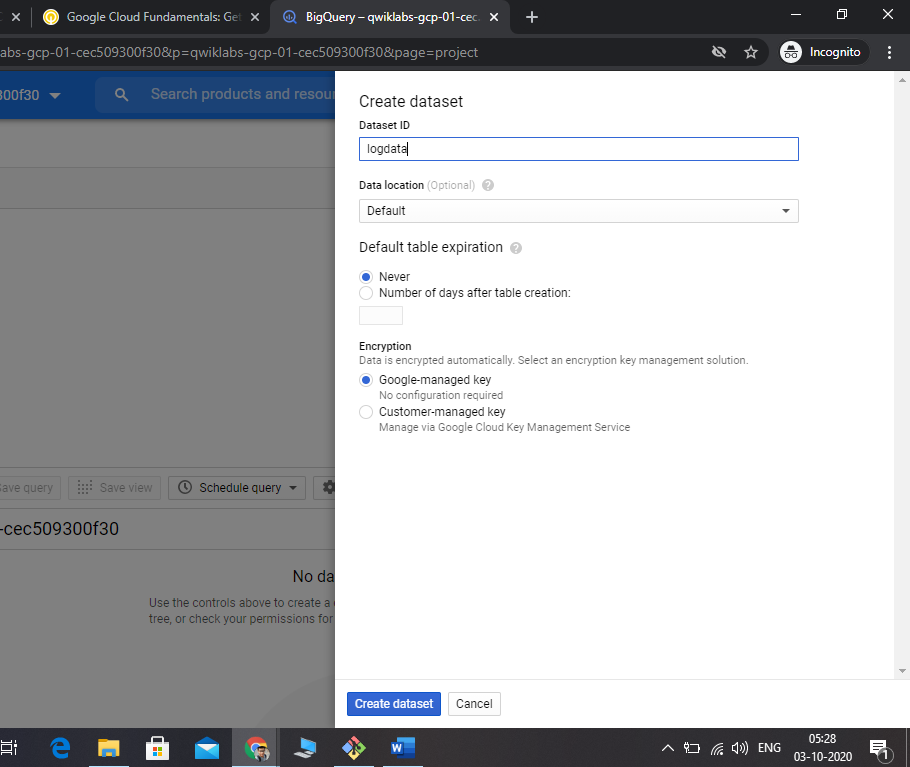 Google Cloud Fundamentals: Get
BigQuery – qwiklabs-gcp-01-cec
abs-gcp-01-cec509300f30&p=qwiklabs-gcp-01-cec509300f30&page=project
Incognito
300f30
Search products and resour
Create dataset
Dataset ID
logdata
Data location (Optional) ?
Default
Default table expiration ?
Never
Number of days after table creation:
Encryption
Data is encrypted automatically. Select an encryption key management solution.
Google-managed key
No configuration required
Customer-managed key
Manage via Google Cloud Key Management Service
Save query
Save view
Schedule query
-cec509300f30
No da
Use the controls above to create a
tree, or check your permissions for
Create dataset
Cancel
ENG
05:28
03-10-2020
1